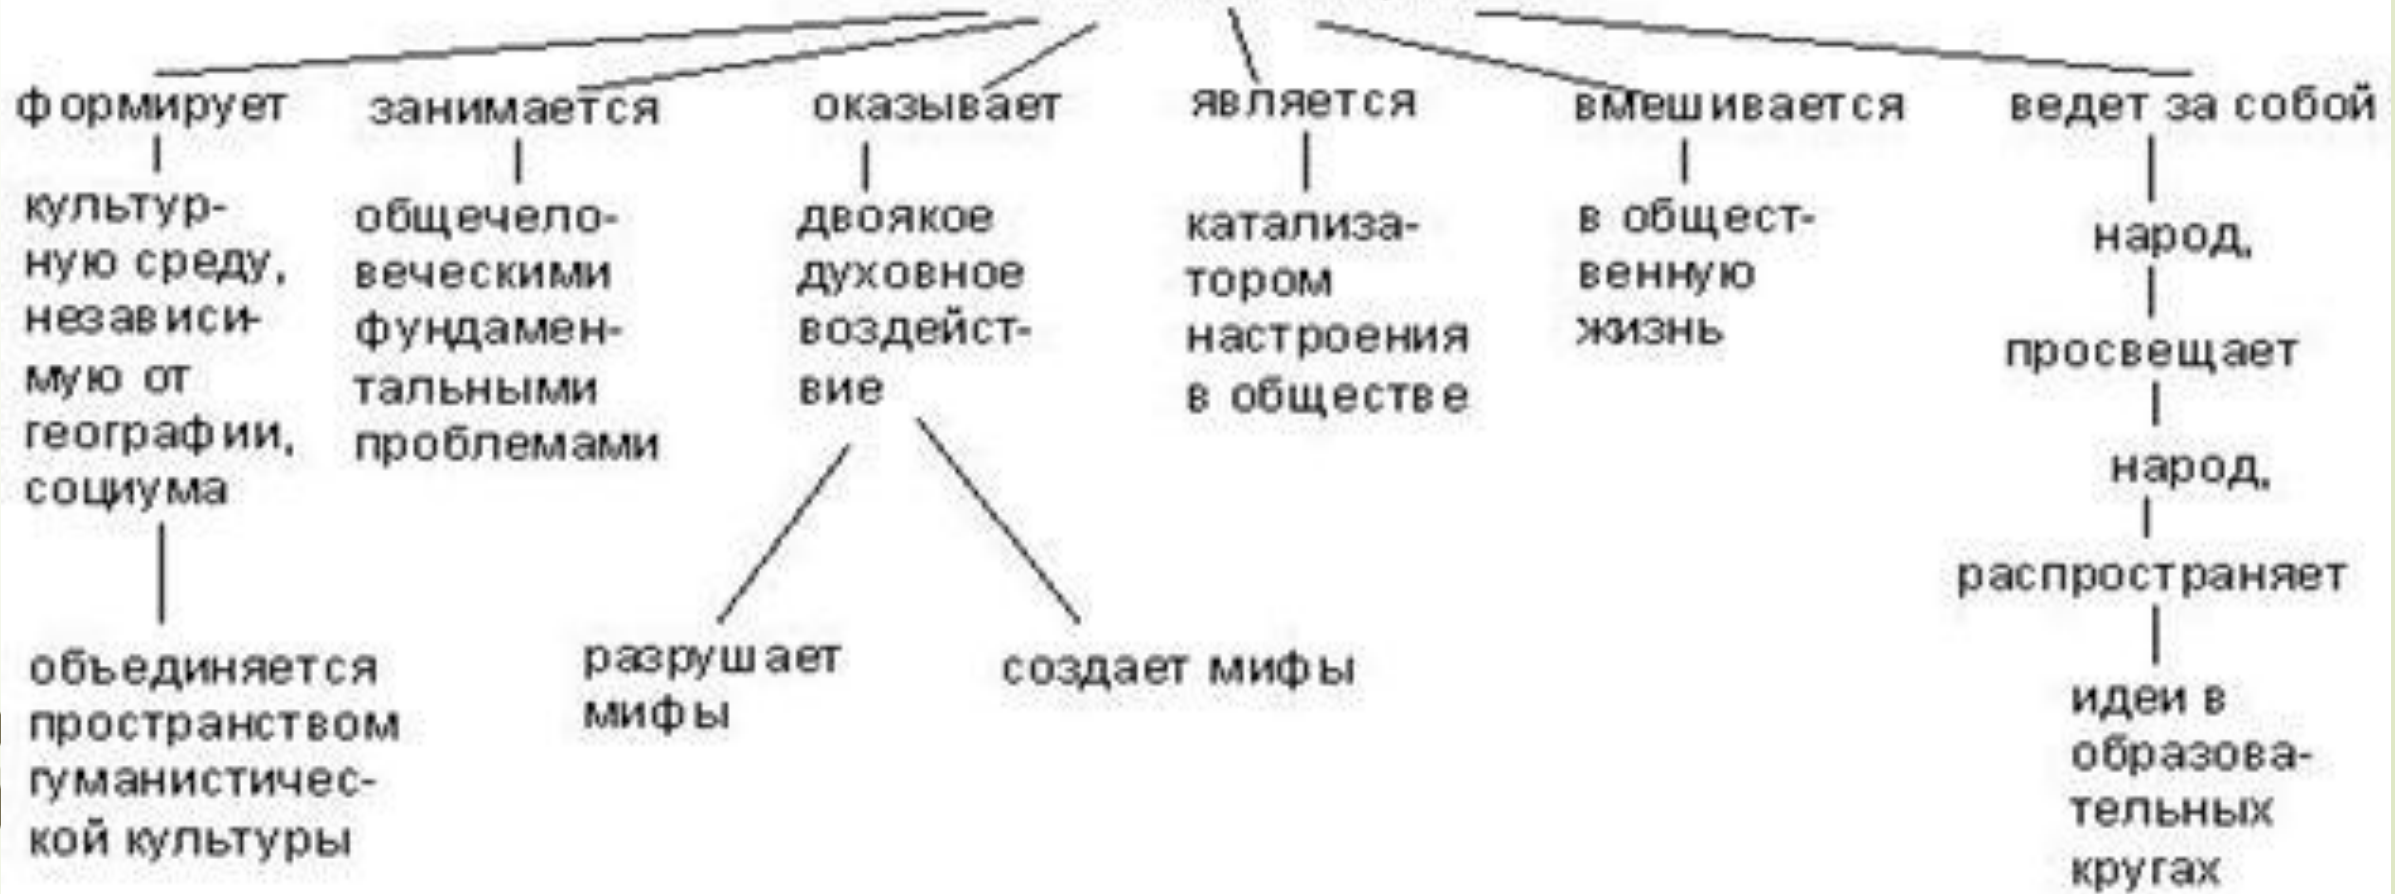 формирует
культур-
ную среду,
независи-
мую от
географии,
социума
объединяется
пространством
гуманистичес-
кой культуры
занимается
общечело-
веческими
фундамен-
тальными
проблемами
оказывает
двоякое
духовное
воздейст-
вие
разрушает
мифы
создает мифы
является
катализа-
тором
настроения
в обществе
вмешивается
в общест-
венную
жизнь
ведет за собой
народ,
просвещает
народ,
распространяет
идеи в
образова-
тельных
кругах